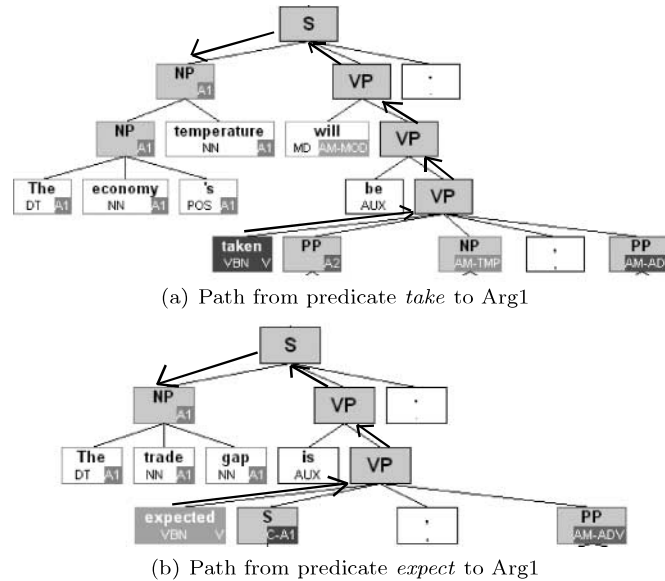 S
NP A1 VP .
NP A1 temperature NN A1 will MD AM-MOD VP
The DT A1 economy NN A1 's POS A1 be AUX VP
taken VBN V PP A2 NP AM-TMP PP AM-AD
(a) Path from predicate take to Arg1
S
NP A1 VP
The DT A1 trade NN A1 gap NN A1 is AUX VP
expected VBN V S C-A1 PP AM-ADV
(b) Path from predicate expect to Arg1